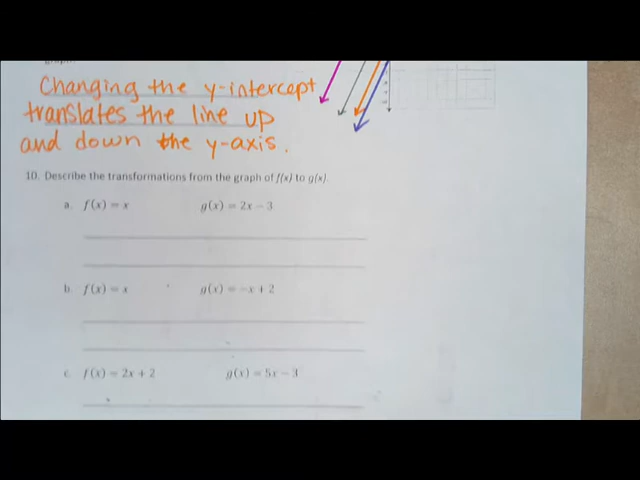 Changing the y-intercept
translates the line up
and down the y-axis.
10. Describe the transformations from the graph of f(x) to g(x).
a. f(x) = x g(x) = 2x − 3
b. f(x) = x g(x) = −x + 2
c. f(x) = 2x + 2 g(x) = 5x − 3